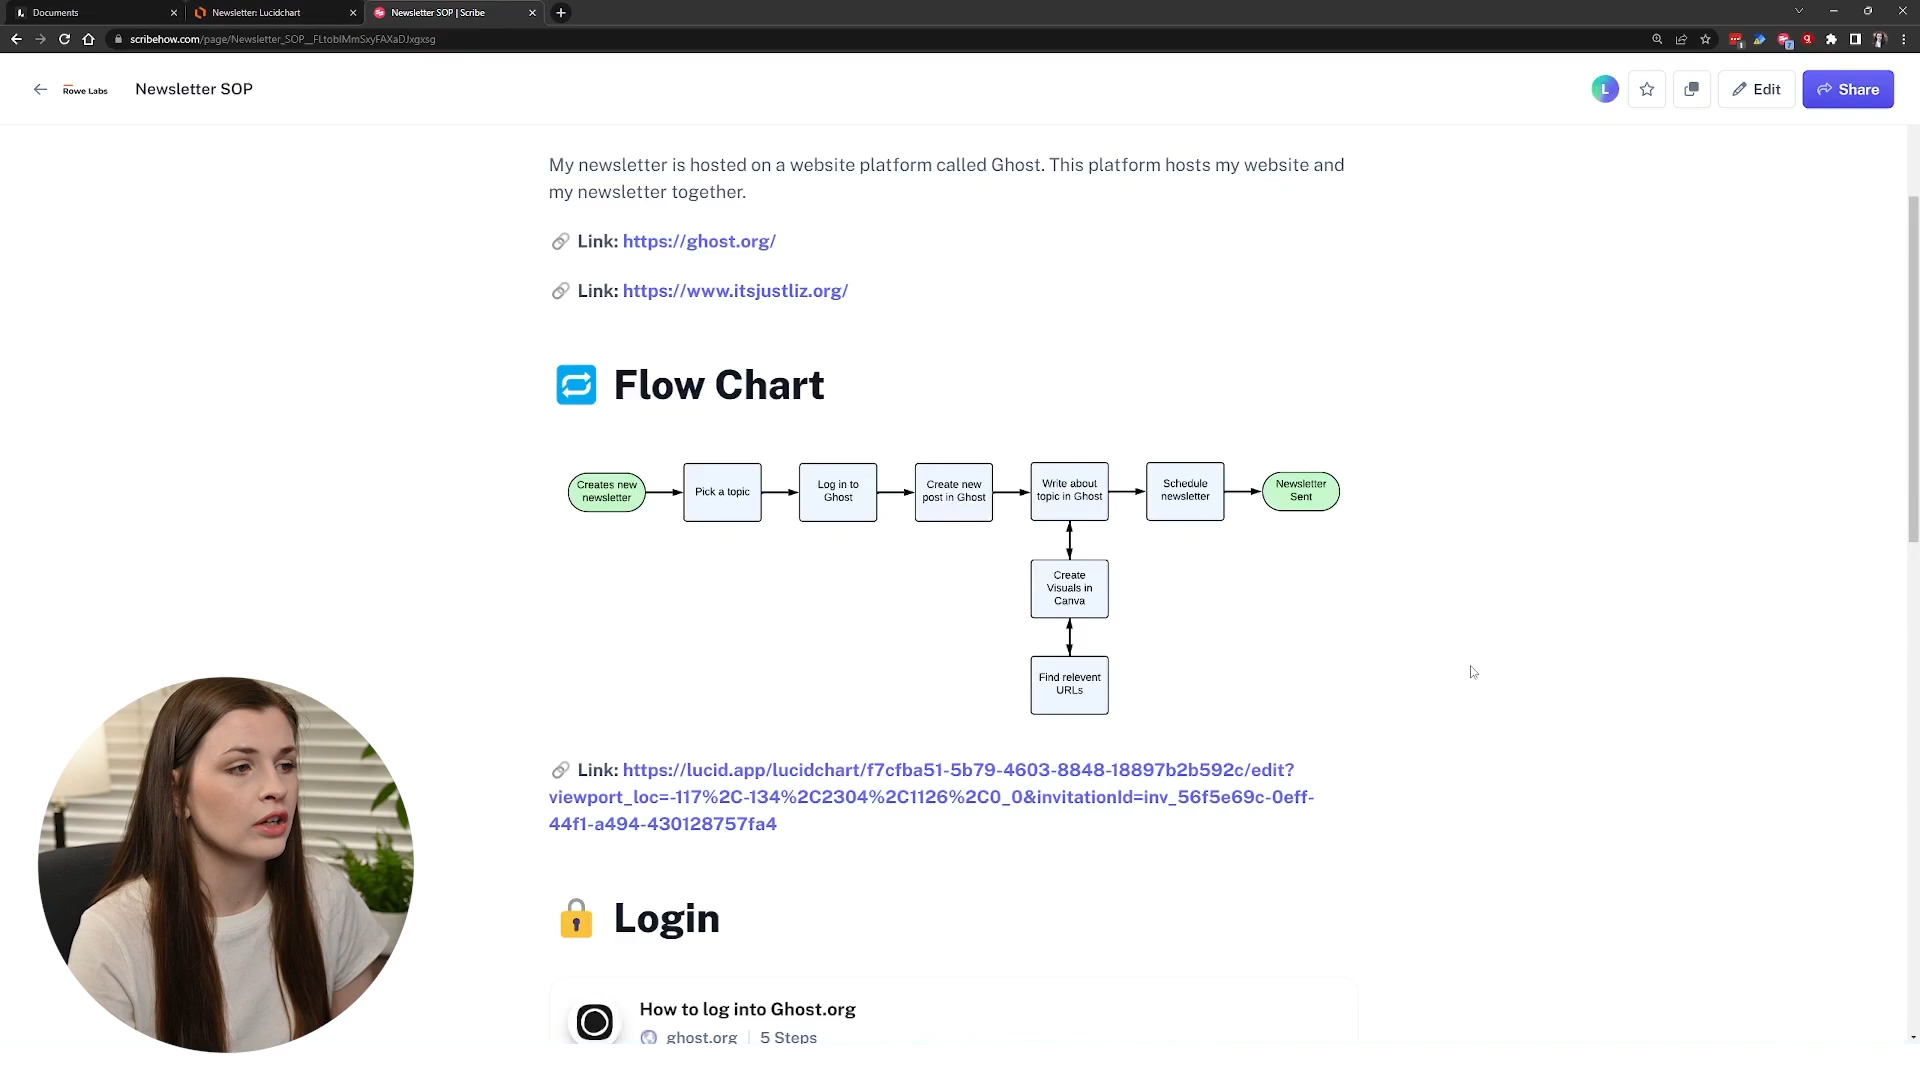 Documents
Newsletter: Lucidchart
Newsletter SOP | Scribe
Rowe Labs
Newsletter SOP
L
Edit
Share
My newsletter is hosted on a website platform called Ghost. This platform hosts my website and
my newsletter together.
Link: https://ghost.org/
Link: https://www.itsjustliz.org/
Flow Chart
Creates new
newsletter
Pick a topic
Log in to
Ghost
Create new
post in Ghost
Write about
topic in Ghost
Schedule
newsletter
Newsletter
Sent
Create
Visuals in
Canva
Find relevent
URLs
Link: https://lucid.app/lucidchart/f7cfba51-5b79-4603-8848-18897b2b592c/edit?
viewport_loc=-117%2C-134%2C2304%2C1126%2C0_0&invitationId=inv_56f5e69c-0eff-
44f1-a494-430128757fa4
Login
How to log into Ghost.org
ghost.org | 5 Steps